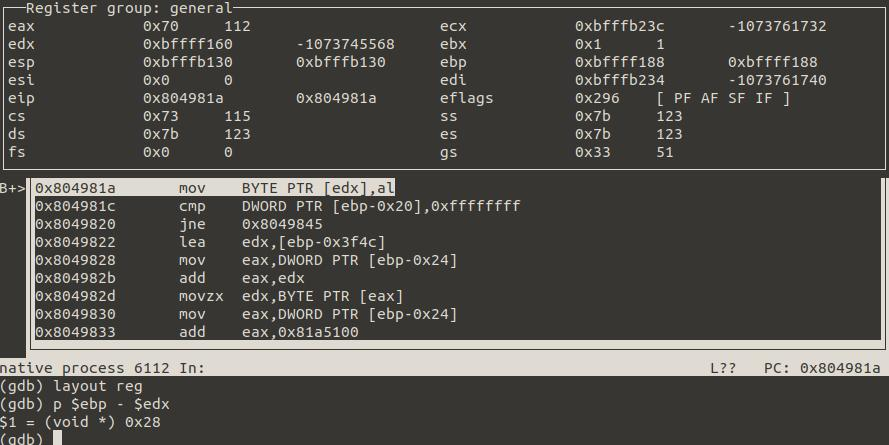 Register group: general
eax 0x70 112 ecx 0xbfffb23c -1073761732
edx 0xbffff160 -1073745568 ebx 0x1 1
esp 0xbfffb130 0xbfffb130 ebp 0xbffff188 0xbffff188
esi 0x0 0 edi 0xbfffb234 -1073761740
eip 0x804981a 0x804981a eflags 0x296 [ PF AF SF IF ]
cs 0x73 115 ss 0x7b 123
ds 0x7b 123 es 0x7b 123
fs 0x0 0 gs 0x33 51
B+> 0x804981a mov BYTE PTR [edx],al
0x804981c cmp DWORD PTR [ebp-0x20],0xffffffff
0x8049820 jne 0x8049845
0x8049822 lea edx,[ebp-0x3f4c]
0x8049828 mov eax,DWORD PTR [ebp-0x24]
0x804982b add eax,edx
0x804982d movzx edx,BYTE PTR [eax]
0x8049830 mov eax,DWORD PTR [ebp-0x24]
0x8049833 add eax,0x81a5100
native process 6112 In: L?? PC: 0x804981a
(gdb) layout reg
(gdb) p $ebp - $edx
$1 = (void *) 0x28
(gdb)